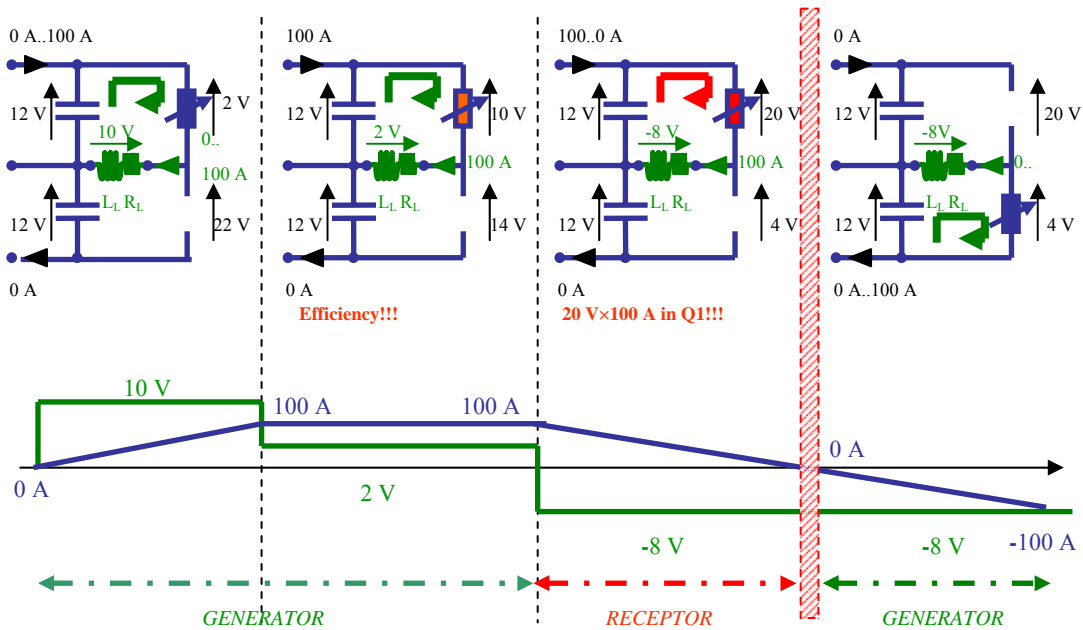 0 A..100 A
12 V
10 V
2 V
0..
100 A
12 V
L_L R_L
22 V
0 A
100 A
12 V
2 V
10 V
100 A
12 V
L_L R_L
14 V
0 A
Efficiency!!!
100..0 A
12 V
-8 V
20 V
100 A
12 V
L_L R_L
4 V
0 A
20 V×100 A in Q1!!!
0 A
12 V
-8V
20 V
0..
12 V
L_L R_L
4 V
0 A..100 A
10 V
100 A
100 A
0 A
0 A
2 V
-8 V
-8 V
-100 A
GENERATOR
RECEPTOR
GENERATOR